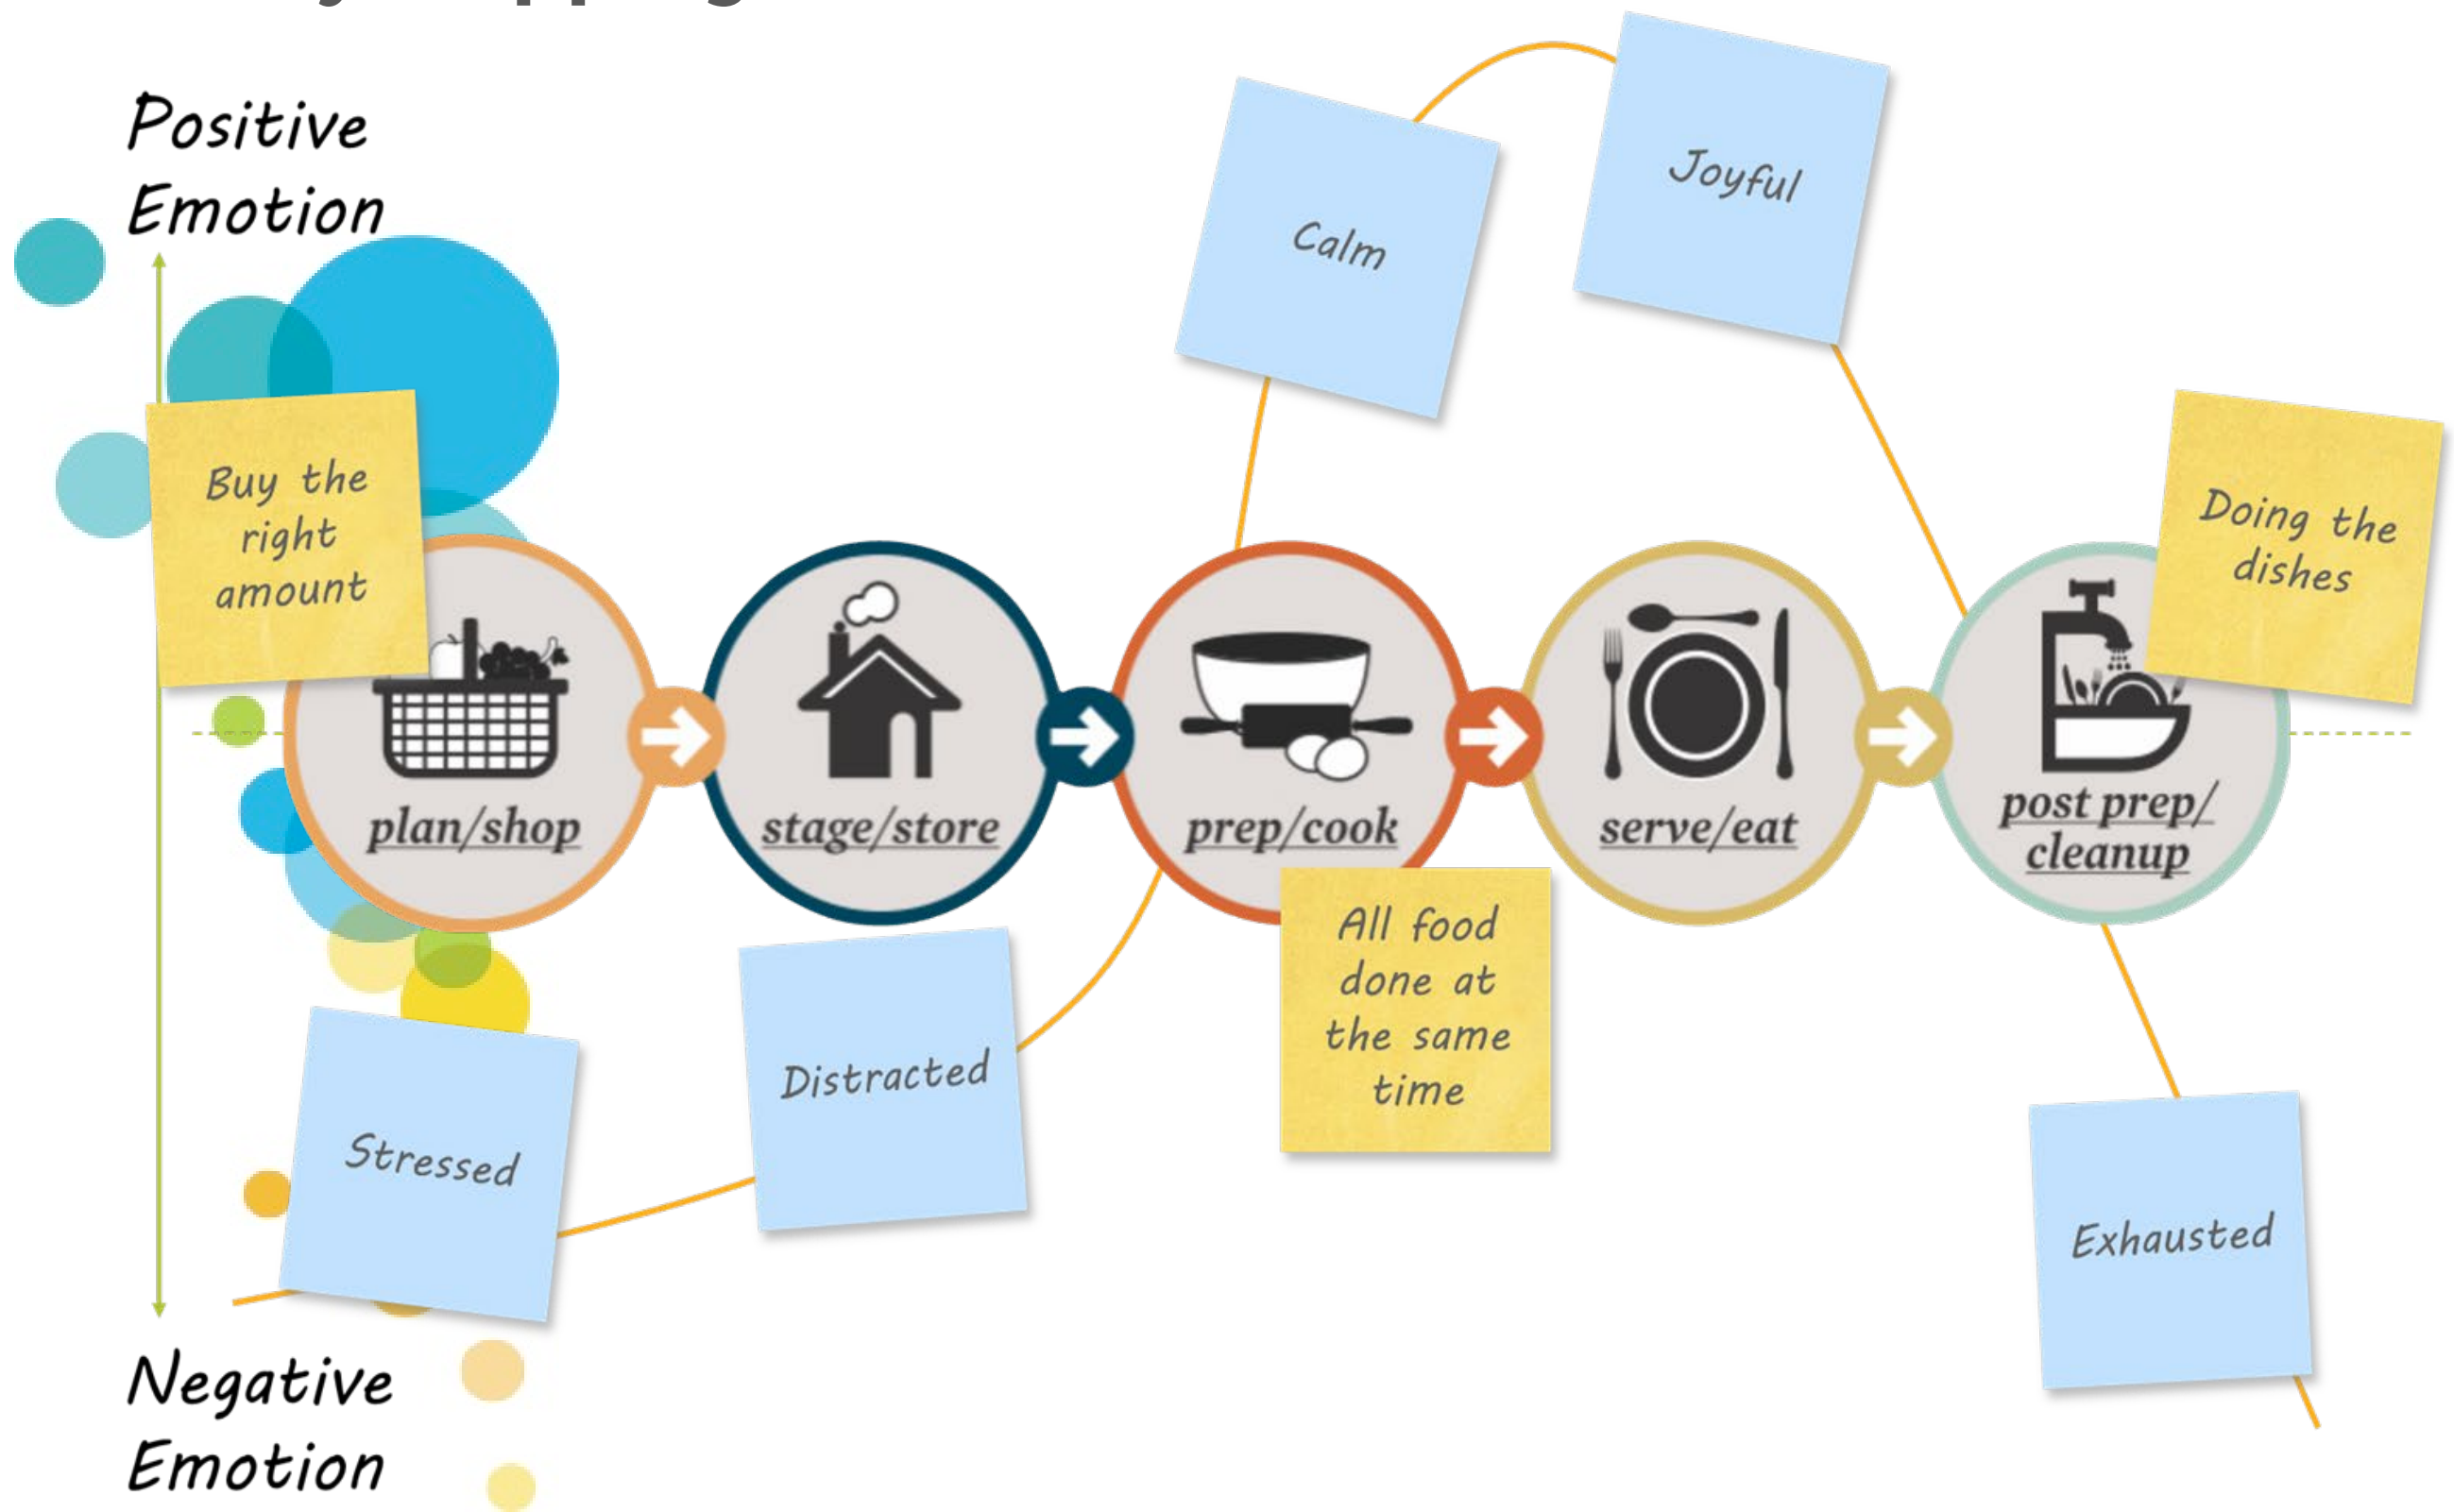 Positive
Emotion
Calm
Joyful
Buy the
right
amount
Doing the
dishes
plan/shop
stage/store
prep/cook
serve/eat
post prep/
cleanup
All food
done at
the same
time
Stressed
Distracted
Exhausted
Negative
Emotion